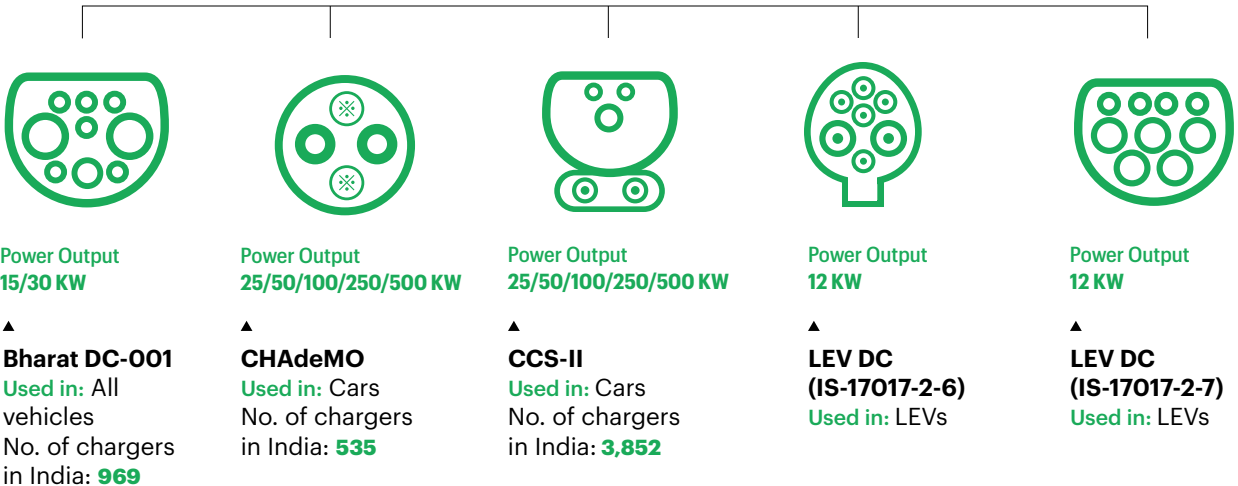 Power Output
15/30 KW
Bharat DC-001
Used in: All
vehicles
No. of chargers
in India: 969
Power Output
25/50/100/250/500 KW
CHAdeMO
Used in: Cars
No. of chargers
in India: 535
Power Output
25/50/100/250/500 KW
CCS-II
Used in: Cars
No. of chargers
in India: 3,852
Power Output
12 KW
LEV DC
(IS-17017-2-6)
Used in: LEVs
Power Output
12 KW
LEV DC
(IS-17017-2-7)
Used in: LEVs